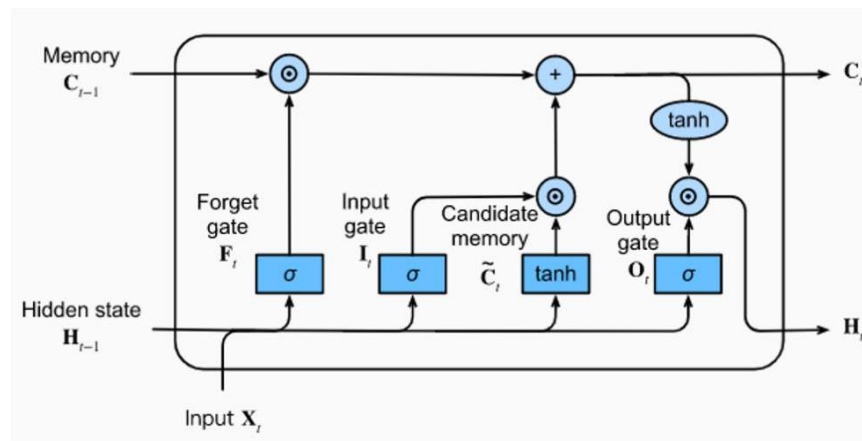 Memory
C_{t-1}
C_t
tanh
Forget
gate
F_t
Input
gate
I_t
Candidate
memory
C̃_t
Output
gate
O_t
σ
σ
tanh
σ
Hidden state
H_{t-1}
H_t
Input X_t